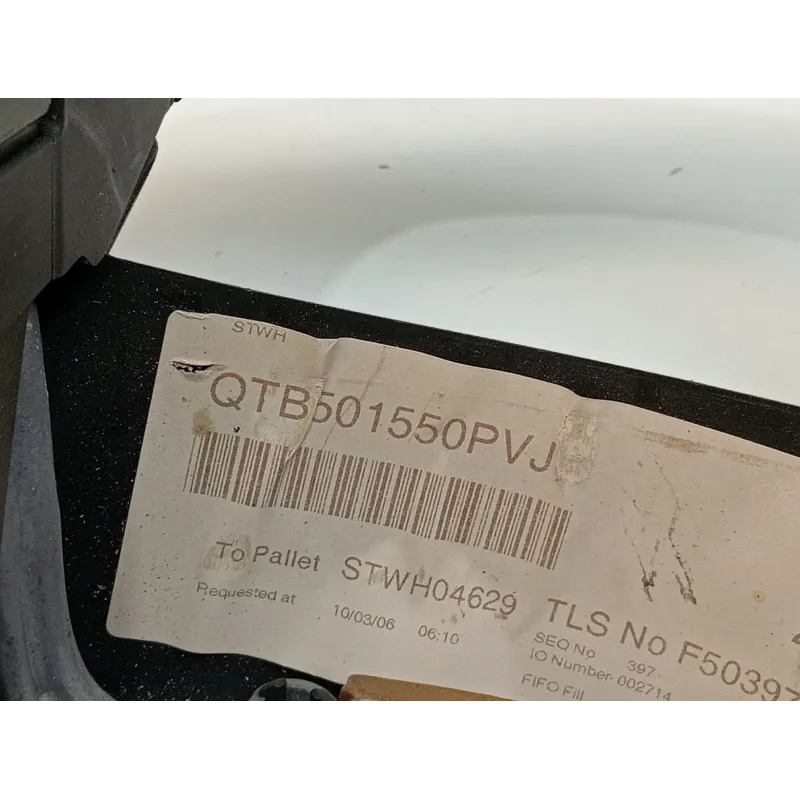 STWH
QTB501550PVJ
To Pallet STWH04629 TLS No F50397
Requested at 10/03/06 06:10 SEQ No 397
IO Number 002714
FIFO Fill